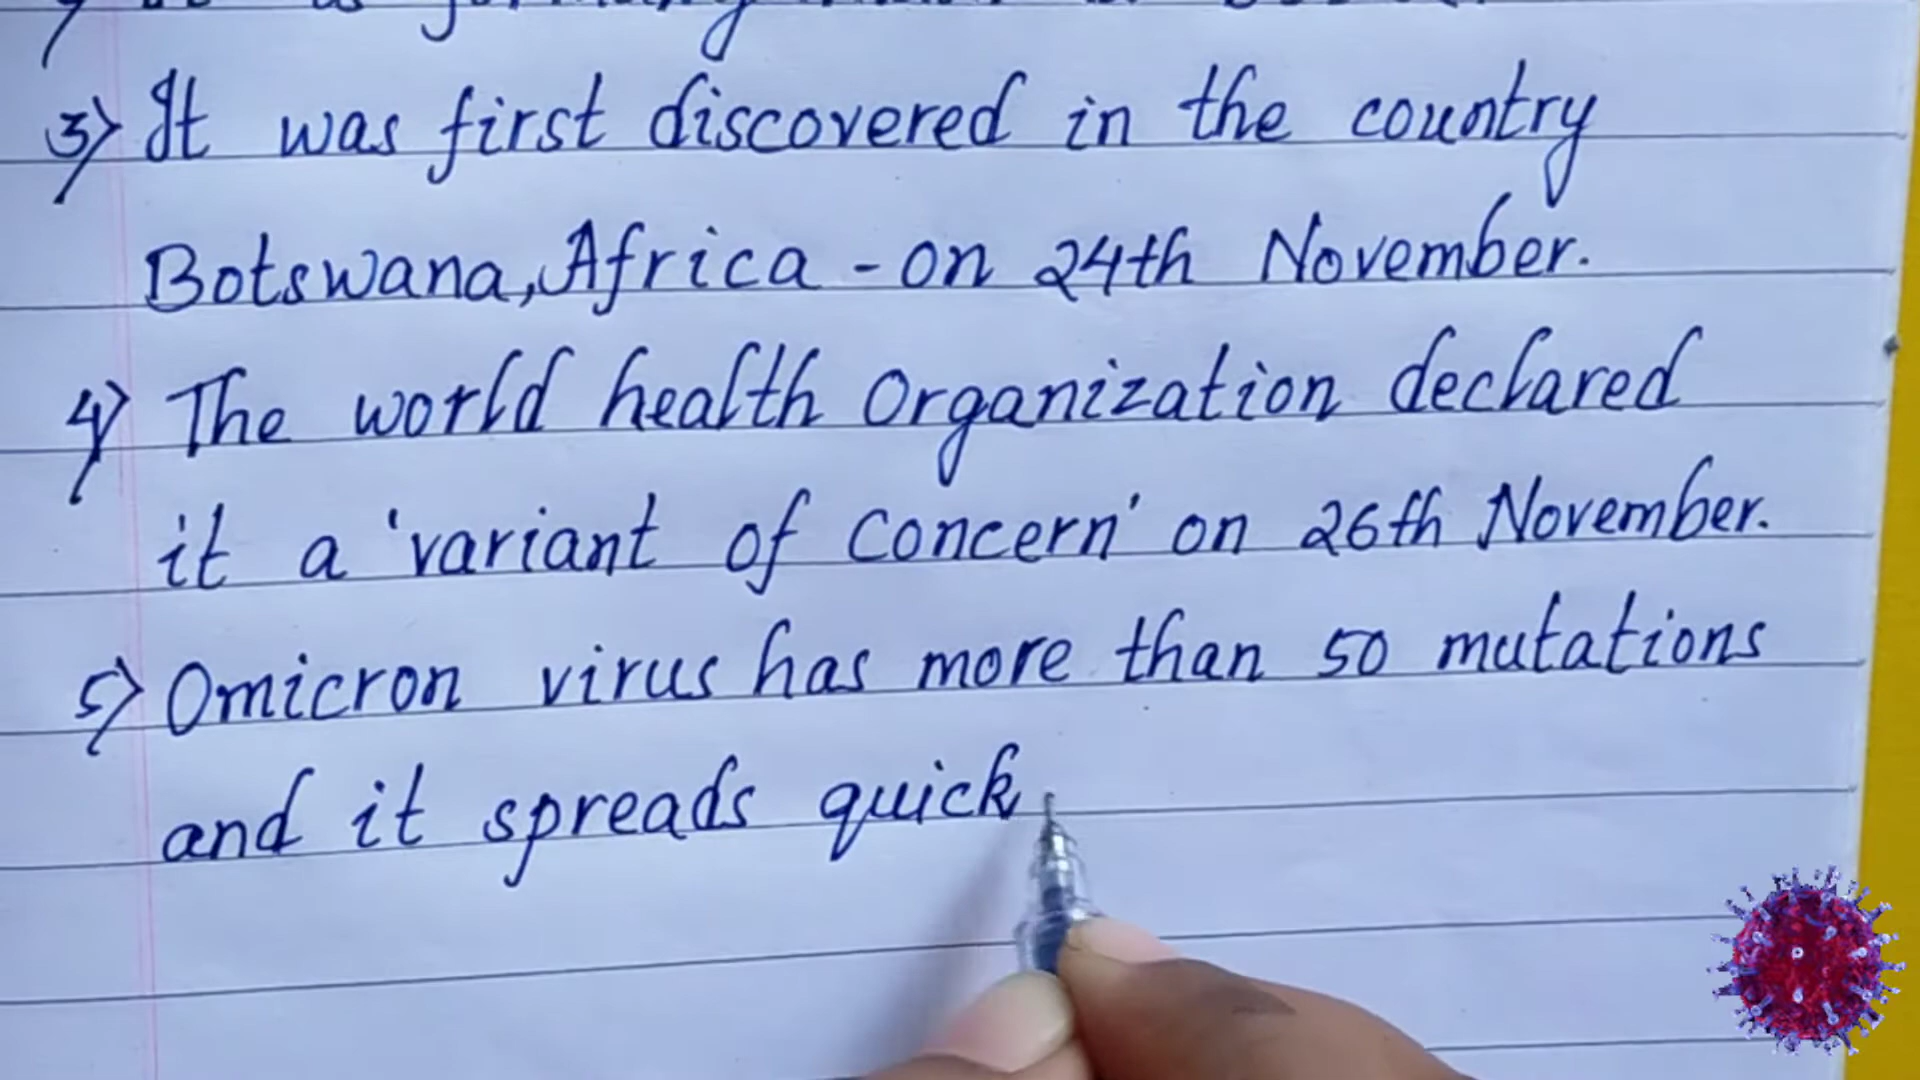 3) It was first discovered in the country
Botswana, Africa - on 24th November.
4) The world health Organization declared
it a 'variant of Concern' on 26th November.
5) Omicron virus has more than 50 mutations
and it spreads quick